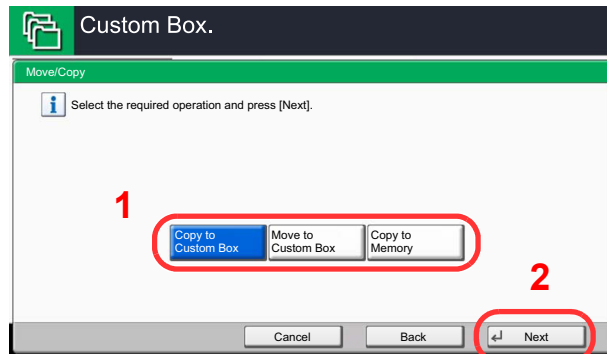 Custom Box.
Move/Copy
i Select the required operation and press [Next].
1
Copy to
Custom Box
Move to
Custom Box
Copy to
Memory
2
Cancel Back Next